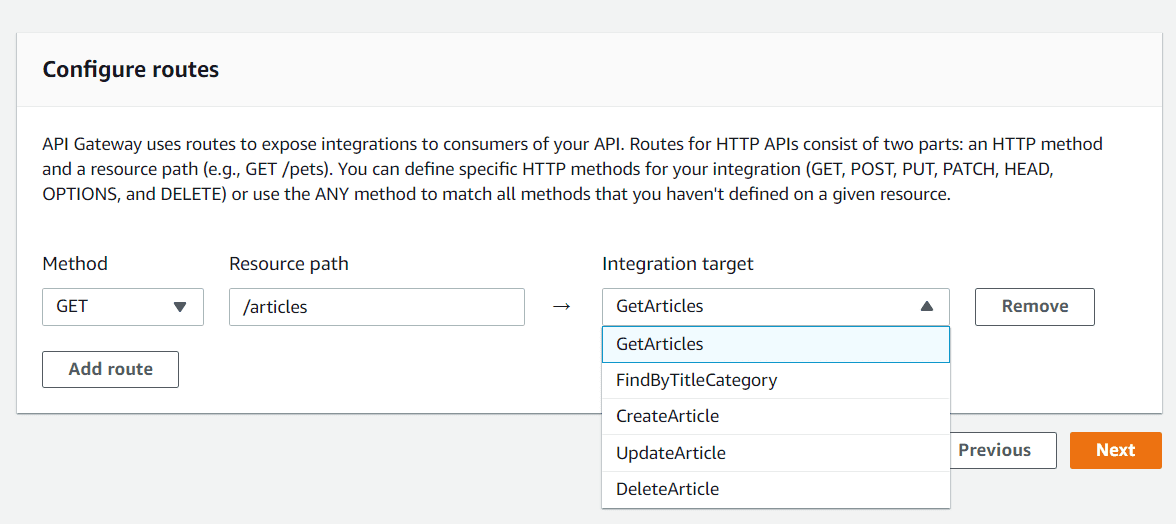 Configure routes
API Gateway uses routes to expose integrations to consumers of your API. Routes for HTTP APIs consist of two parts: an HTTP method
and a resource path (e.g., GET /pets). You can define specific HTTP methods for your integration (GET, POST, PUT, PATCH, HEAD,
OPTIONS, and DELETE) or use the ANY method to match all methods that you haven't defined on a given resource.
Method Resource path Integration target
GET /articles → GetArticles Remove
GetArticles
Add route
FindByTitleCategory
CreateArticle
UpdateArticle
Previous Next
DeleteArticle